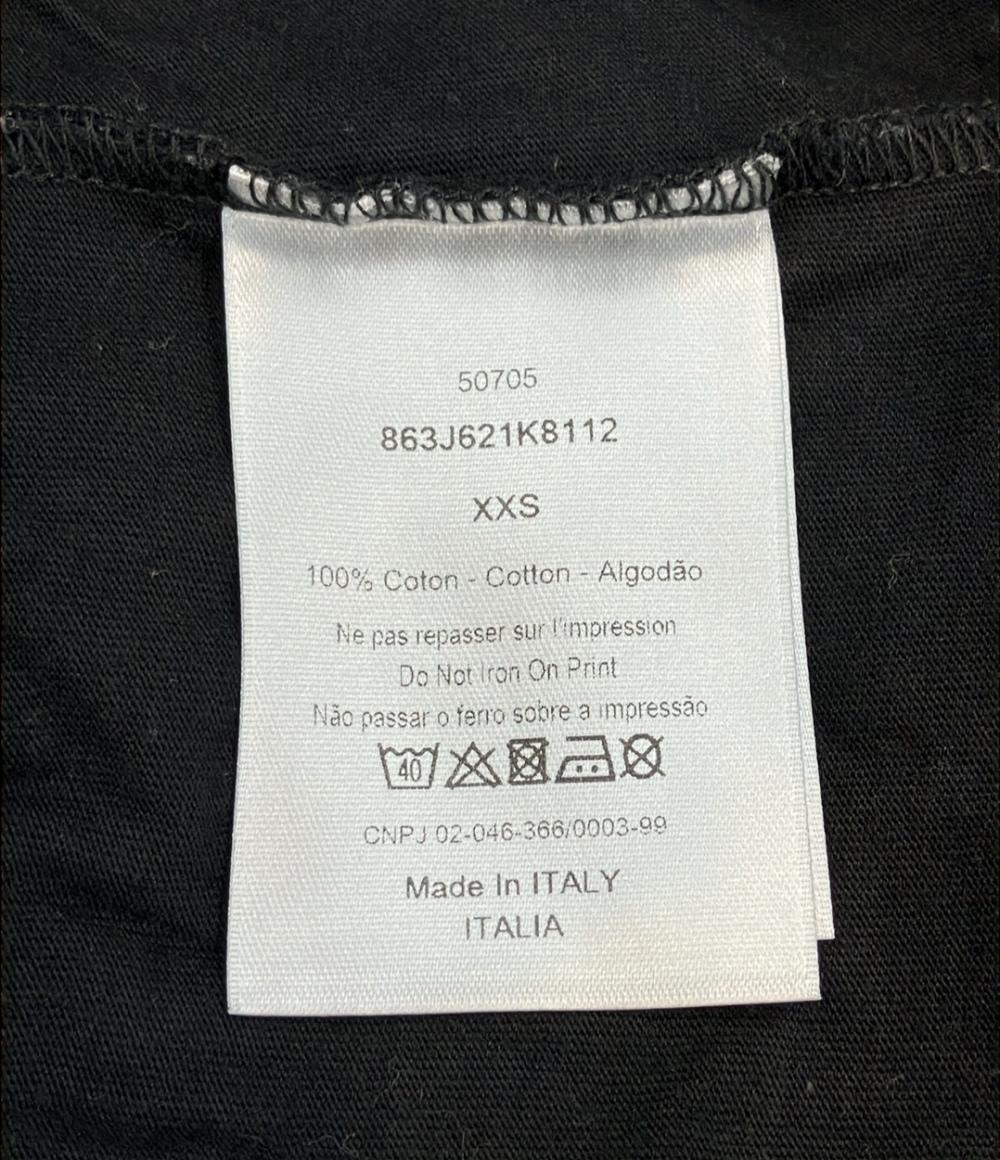 50705
863J621K8112
XXS
100% Coton - Cotton - Algodão
Ne pas repasser sur l'impression
Do Not Iron On Print
Não passar o ferro sobre a impressão
40
CNPJ 02-046-366/0003-99
Made In ITALY
ITALIA